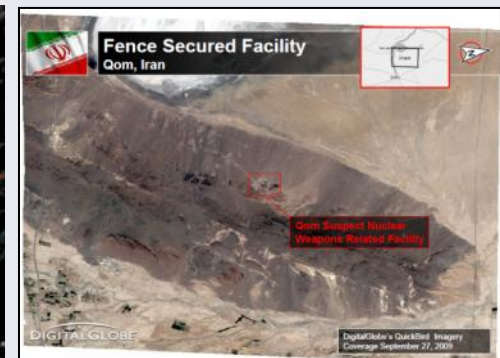 Fence Secured Facility
Qom, Iran
Qom Suspect Nuclear
Weapons Related Facility
DIGITALGLOBE
DigitalGlobe's QuickBird Imagery
Coverage September 27, 2009